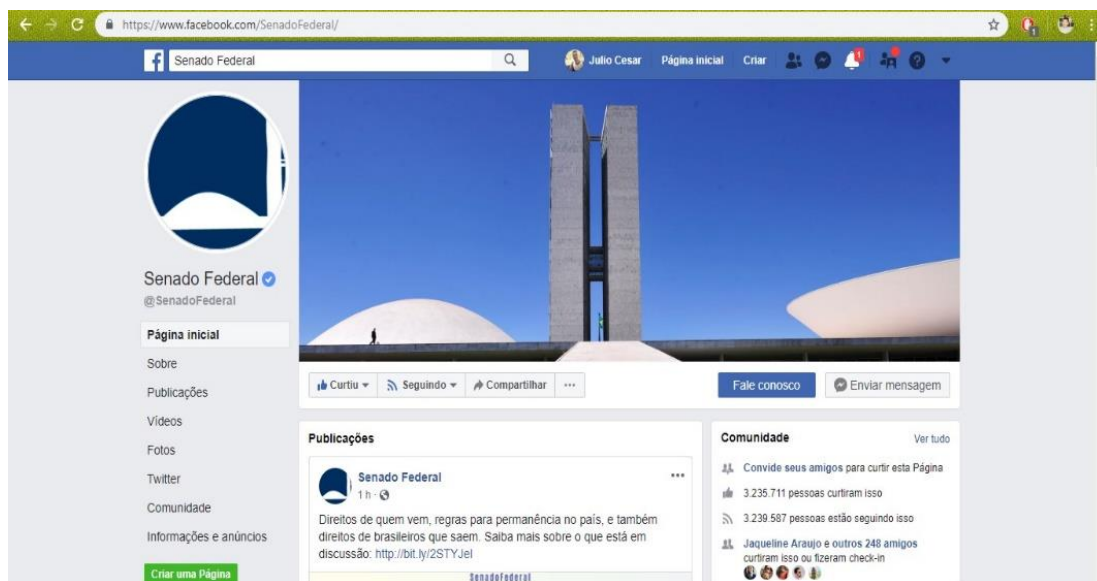 https://www.facebook.com/SenadoFederal/
Senado Federal
Julio Cesar
Página inicial
Criar
1
1
Senado Federal
@SenadoFederal
Página inicial
Sobre
Publicações
Vídeos
Fotos
Twitter
Comunidade
Informações e anúncios
Criar uma Página
Curtiu
Seguindo
Compartilhar
Fale conosco
Enviar mensagem
Publicações
Senado Federal
1 h
Direitos de quem vem, regras para permanência no país, e também
direitos de brasileiros que saem. Saiba mais sobre o que está em
discussão: http://bit.ly/2STYJel
SenadoFederal
Comunidade
Ver tudo
Convide seus amigos para curtir esta Página
3.235.711 pessoas curtiram isso
3.239.587 pessoas estão seguindo isso
Jaqueline Araujo e outros 248 amigos
curtiram isso ou fizeram check-in